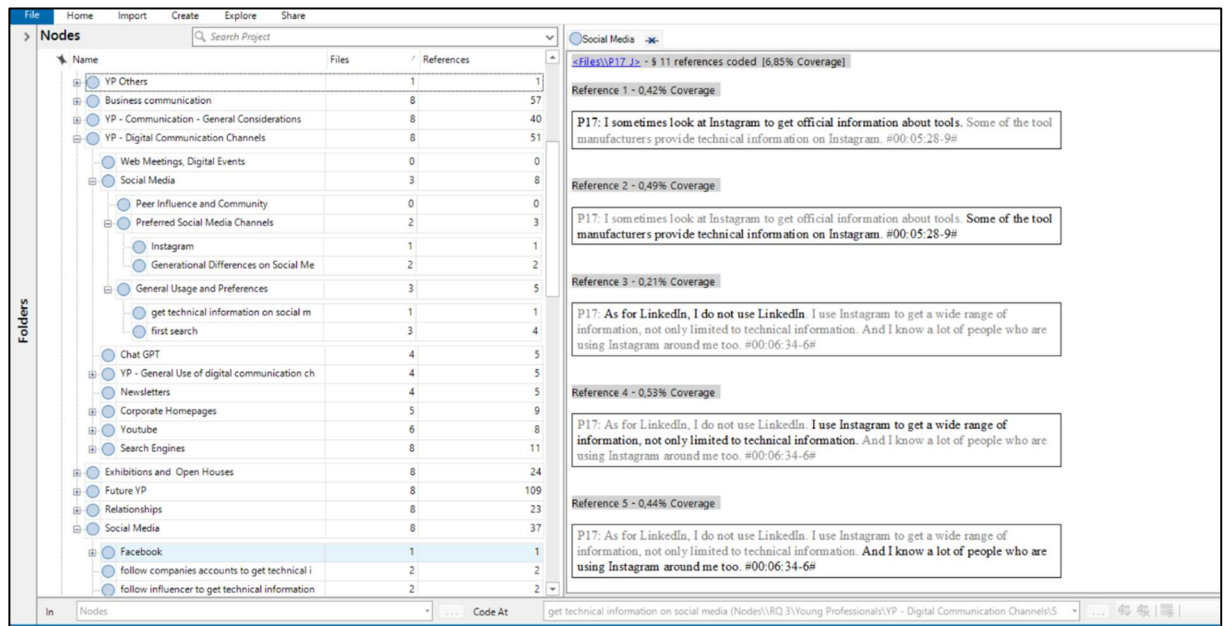 File Home Import Create Explore Share
Nodes Search Project
Name Files References
YP Others 1 1
Business communication 8 57
YP - Communication - General Considerations 8 40
YP - Digital Communication Channels 8 51
Web Meetings, Digital Events 0 0
Social Media 3 8
Peer Influence and Community 0 0
Preferred Social Media Channels 2 3
Instagram 1 1
Generational Differences on Social Me 2 2
General Usage and Preferences 3 5
get technical information on social m 1 1
first search 3 4
Chat GPT 4 5
YP - General Use of digital communication ch 4 5
Newsletters 4 5
Corporate Homepages 5 9
Youtube 6 8
Search Engines 8 11
Exhibitions and Open Houses 8 24
Future YP 8 109
Relationships 8 23
Social Media 8 37
Facebook 1 1
follow companies accounts to get technical i 2 2
follow influencer to get technical information 2 2
Folders
Social Media
<Files\\P17 J> - § 11 references coded [6,85% Coverage]
Reference 1 - 0,42% Coverage
P17: I sometimes look at Instagram to get official information about tools. Some of the tool
manufacturers provide technical information on Instagram. #00:05:28-9#
Reference 2 - 0,49% Coverage
P17: I sometimes look at Instagram to get official information about tools. Some of the tool
manufacturers provide technical information on Instagram. #00:05:28-9#
Reference 3 - 0,21% Coverage
P17: As for LinkedIn, I do not use LinkedIn. I use Instagram to get a wide range of
information, not only limited to technical information. And I know a lot of people who are
using Instagram around me too. #00:06:34-6#
Reference 4 - 0,53% Coverage
P17: As for LinkedIn, I do not use LinkedIn. I use Instagram to get a wide range of
information, not only limited to technical information. And I know a lot of people who are
using Instagram around me too. #00:06:34-6#
Reference 5 - 0,44% Coverage
P17: As for LinkedIn, I do not use LinkedIn. I use Instagram to get a wide range of
information, not only limited to technical information. And I know a lot of people who are
using Instagram around me too. #00:06:34-6#
In Nodes ... Code At get technical information on social media (Nodes\\RQ 3\Young Professionals\YP - Digital Communication Channels\S ...